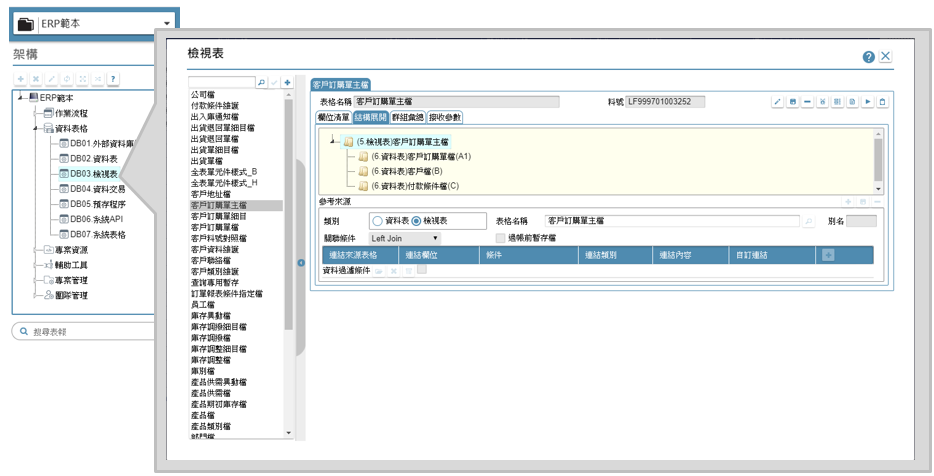 ERP範本
架構
ERP範本
作業流程
資料表格
DB01 外部資料庫
DB02 資料表
DB03 檢視表
DB04 資料交易
DB05 預存程序
DB06 系統API
DB07 系統表格
專案資源
輔助工具
專案管理
團隊管理
搜尋表綱
檢視表
公司檔
付款條件維護
出入庫通知檔
出貨退回單細目檔
出貨退回單檔
出貨單細目檔
出貨單檔
全表單元件樣式_B
全表單元件樣式_H
客戶地址檔
客戶訂購單主檔
客戶訂購單細目
客戶訂購單檔
客戶料號對照檔
客戶資料維護
客戶聯絡檔
客戶類別維護
查詢專用暫存
訂單報表條件指定檔
員工檔
庫存異動檔
庫存調撥細目檔
庫存調撥檔
庫存調整細目檔
庫存調整檔
庫別檔
產品供需異動檔
產品供需檔
產品期初庫存檔
產品檔
產品類別檔
部門檔
客戶訂購單主檔
表格名稱 客戶訂購單主檔 料號 LF999701003252
欄位清單 結構展開 群組彙總 接收參數
(5.檢視表)客戶訂購單主檔
(6.資料表)客戶訂購單檔(A1)
(6.資料表)客戶檔(B)
(6.資料表)付款條件檔(C)
參考來源
類別 資料表 檢視表 表格名稱 客戶訂購單主檔 別名
關聯條件 Left Join 過帳前暫存檔
連結來源表格 連結欄位 條件 連結類別 連結內容 自訂連結
資料過濾條件